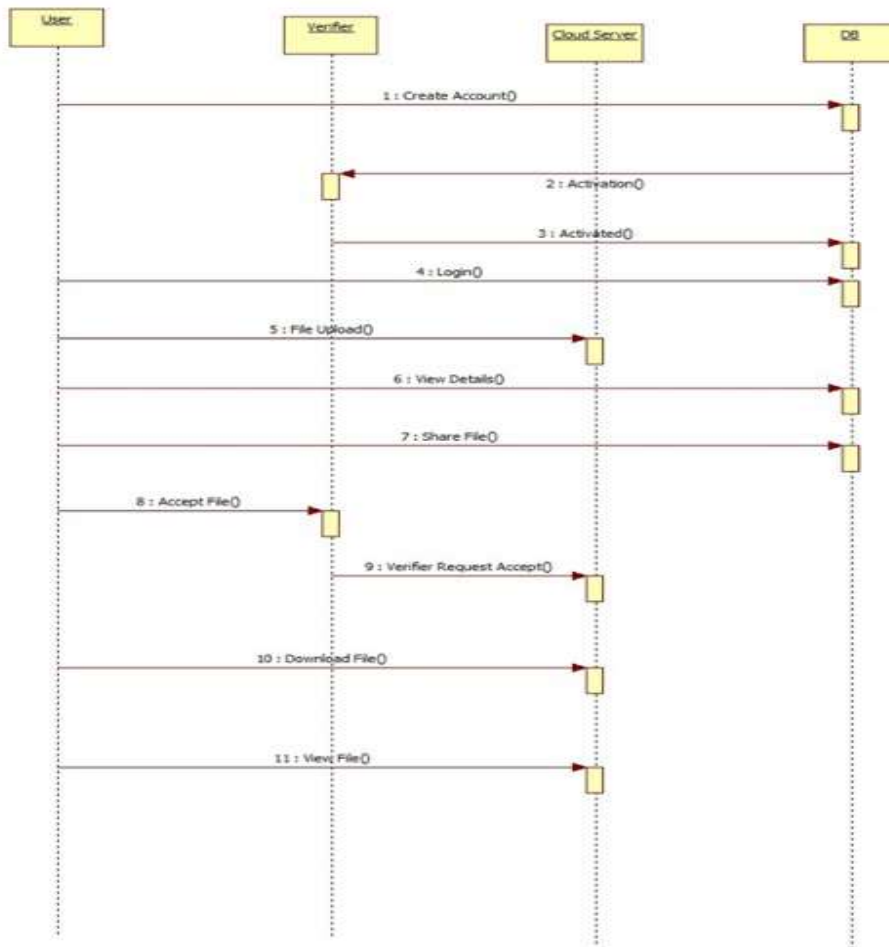 User
Verifier
Cloud Server
DB
1 : Create Account()
2 : Activation()
3 : Activated()
4 : Login()
5 : File Upload()
6 : View Details()
7 : Share File()
8 : Accept File()
9 : Verifier Request Accept()
10 : Download File()
11 : View File()